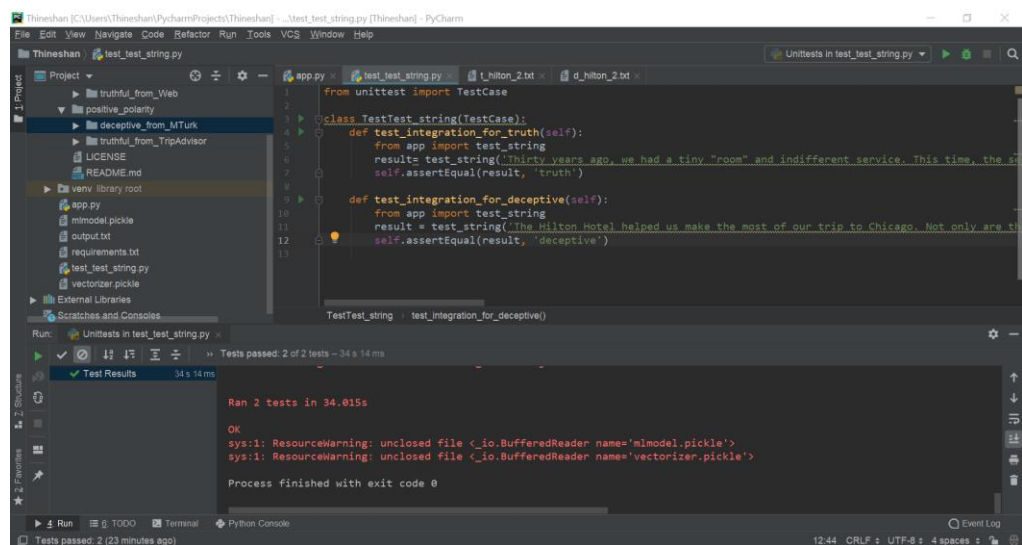 Thineshan [C:\Users\Thineshan\PycharmProjects\Thineshan] - ...\test_test_string.py [Thineshan] - PyCharm
File Edit View Navigate Code Refactor Run Tools VCS Window Help
Thineshan test_test_string.py
Unittests in test_test_string.py
1: Project
Project
app.py
test_test_string.py
t_hilton_2.txt
d_hilton_2.txt
truthful_from_Web
positive_polarity
deceptive_from_MTurk
truthful_from_TripAdvisor
LICENSE
README.md
venv library root
app.py
mlmodel.pickle
output.txt
requirements.txt
test_test_string.py
vectorizer.pickle
External Libraries
Scratches and Consoles
1 from unittest import TestCase
2
3 class TestTest_string(TestCase):
4 def test_integration_for_truth(self):
5 from app import test_string
6 result= test_string('Thirty years ago, we had a tiny "room" and indifferent service. This time, the se
7 self.assertEqual(result, 'truth')
8
9 def test_integration_for_deceptive(self):
10 from app import test_string
11 result = test_string('The Hilton Hotel helped us make the most of our trip to Chicago. Not only are th
12 self.assertEqual(result, 'deceptive')
13
TestTest_string test_integration_for_deceptive()
Run: Unittests in test_test_string.py
Tests passed: 2 of 2 tests – 34 s 14 ms
Test Results 34 s 14 ms
Ran 2 tests in 34.015s
OK
sys:1: ResourceWarning: unclosed file <_io.BufferedReader name='mlmodel.pickle'>
sys:1: ResourceWarning: unclosed file <_io.BufferedReader name='vectorizer.pickle'>
Process finished with exit code 0
Z: Structure
2: Favorites
4: Run 6: TODO Terminal Python Console Event Log
Tests passed: 2 (23 minutes ago) 12:44 CRLF UTF-8 4 spaces